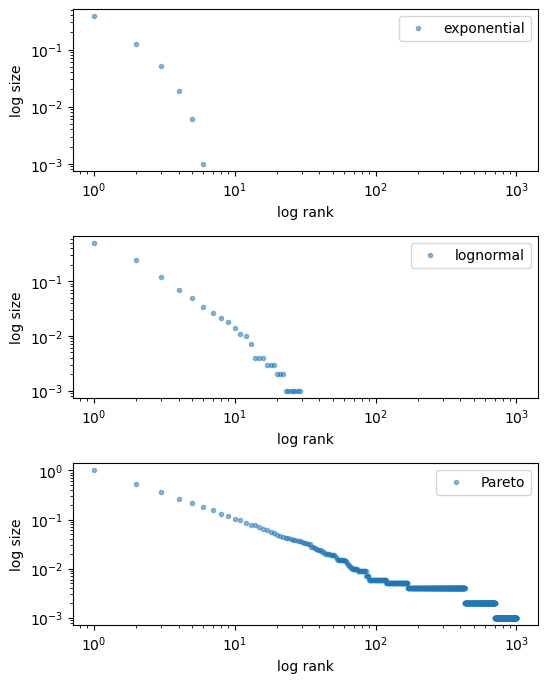 10⁻¹
10⁻²
10⁻³
log size
exponential
10⁰ 10¹ 10² 10³
log rank
10⁻¹
10⁻²
10⁻³
log size
lognormal
10⁰ 10¹ 10² 10³
log rank
10⁰
10⁻¹
10⁻²
10⁻³
log size
Pareto
10⁰ 10¹ 10² 10³
log rank